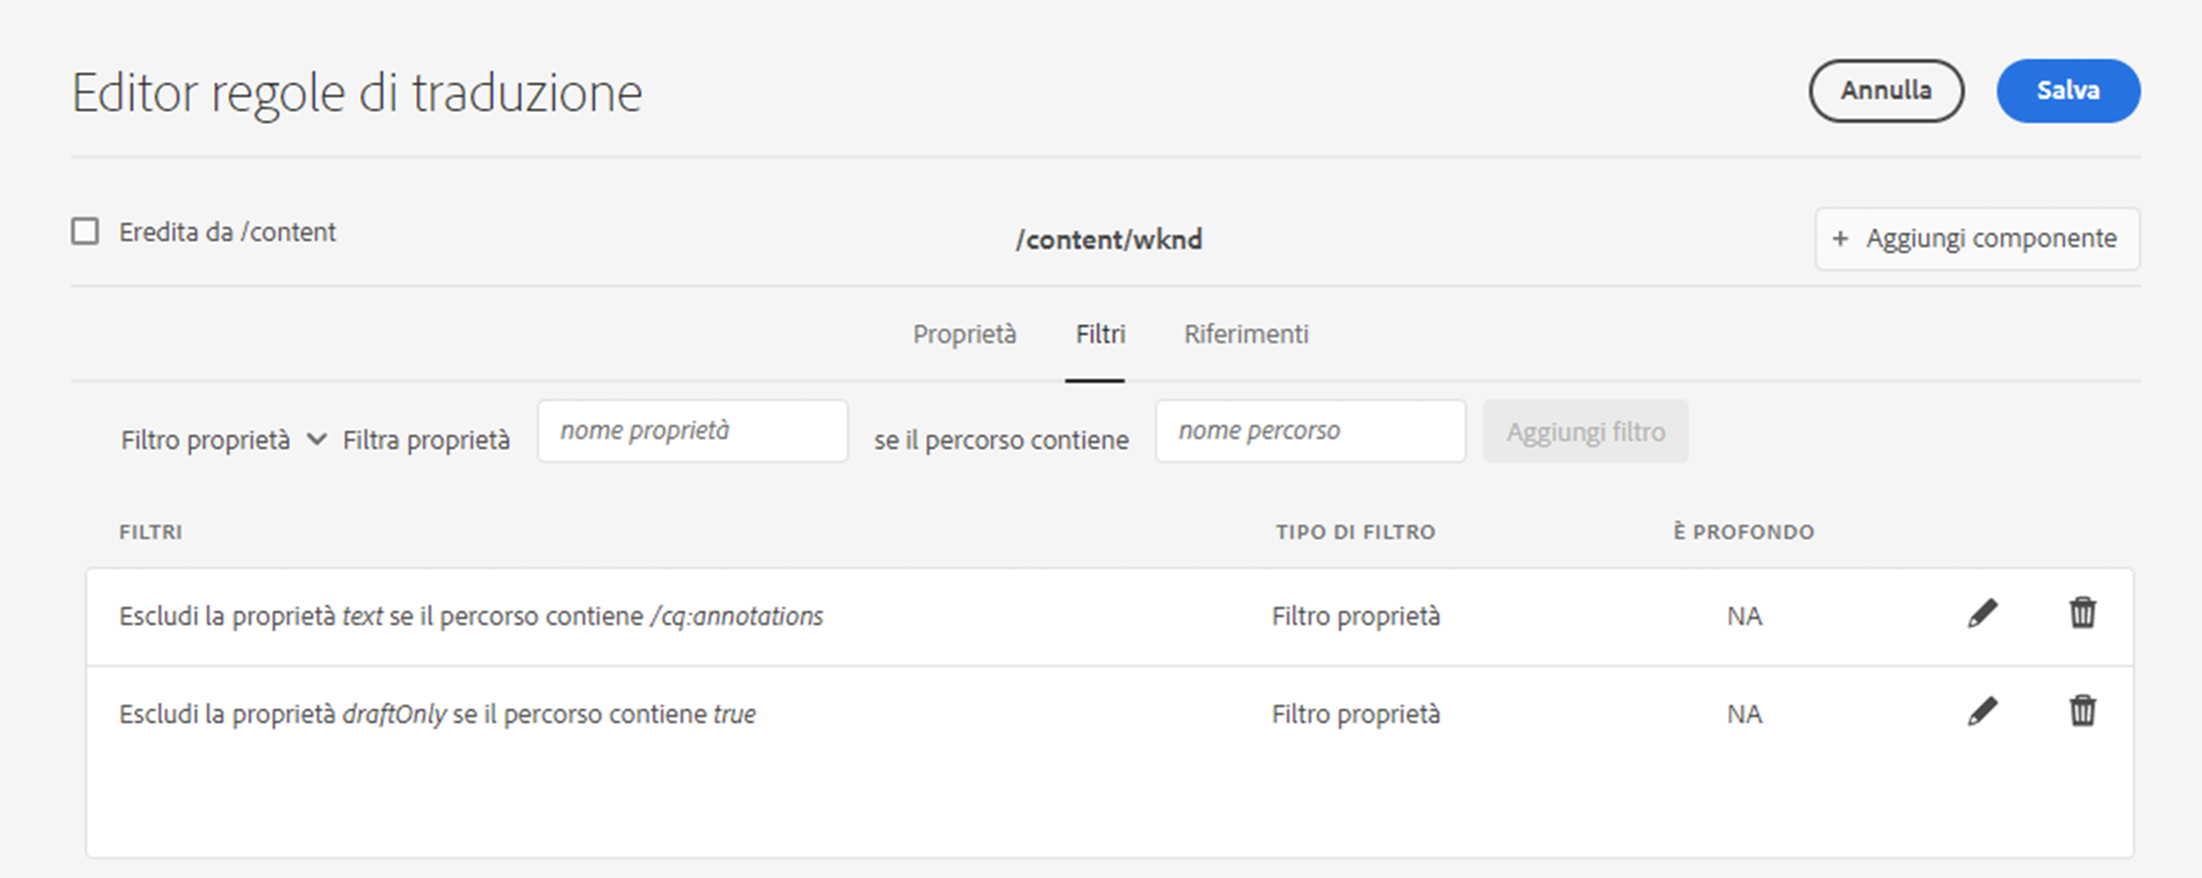 Editor regole di traduzione
Annulla
Salva
Eredita da /content
/content/wknd
+ Aggiungi componente
Proprietà
Filtri
Riferimenti
Filtro proprietà
Filtra proprietà
nome proprietà
se il percorso contiene
nome percorso
Aggiungi filtro
FILTRI
TIPO DI FILTRO
È PROFONDO
Escludi la proprietà text se il percorso contiene /cq:annotations
Filtro proprietà
NA
Escludi la proprietà draftOnly se il percorso contiene true
Filtro proprietà
NA